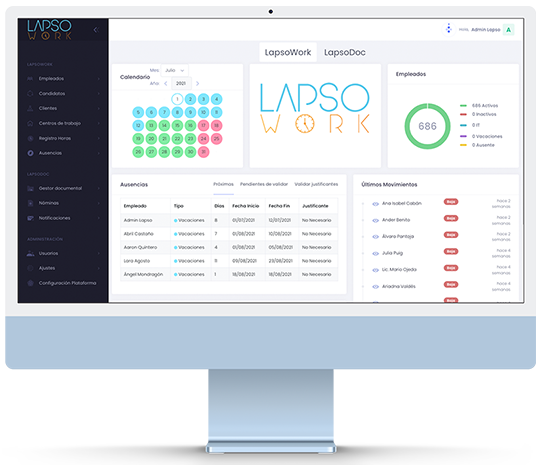 LAPSO
WORK
Hola, Admin Lapso
A
LAPSOWORK
Empleados
Candidatos
Clientes
Centros de trabajo
Registro Horas
Ausencias
LAPSODOC
Gestor documental
Nóminas
Notificaciones
ADMINISTRACIÓN
Usuarios
Ajustes
Configuración Plataforma
LapsoWork LapsoDoc
Calendario
Mes: Julio
Año 2021
1 2 3 4
5 6 7 8 9 10 11
12 13 14 15 16 17 18
19 20 21 22 23 24 25
26 27 28 29 30 31
LAPSO
WORK
Empleados
686
686 Activos
0 Inactivos
0 IT
0 Vacaciones
0 Ausente
Ausencias Próximas Pendientes de validar Validar justificantes
Empleado Tipo Días Fecha Inicio Fecha Fin Justificante
Admin Lapso Vacaciones 8 01/07/2021 12/07/2021 No Necesario
Abril Castaño Vacaciones 7 01/08/2021 10/08/2021 No Necesario
Aaron Quintero Vacaciones 4 05/08/2021 10/08/2021 No Necesario
Lara Agosto Vacaciones 11 09/08/2021 23/08/2021 No Necesario
Ángel Mondragón Vacaciones 1 18/08/2021 18/08/2021 No Necesario
Últimos Movimientos
Ana Isabel Cabán Baja hace 2 semanas
Ander Benito Baja hace 2 semanas
Álvaro Pantoja Baja hace 2 semanas
Julia Puig Baja hace 4 semanas
Lic. Mario Ojeda Baja hace 4 semanas
Ariadna Valdés Baja hace 4 semanas